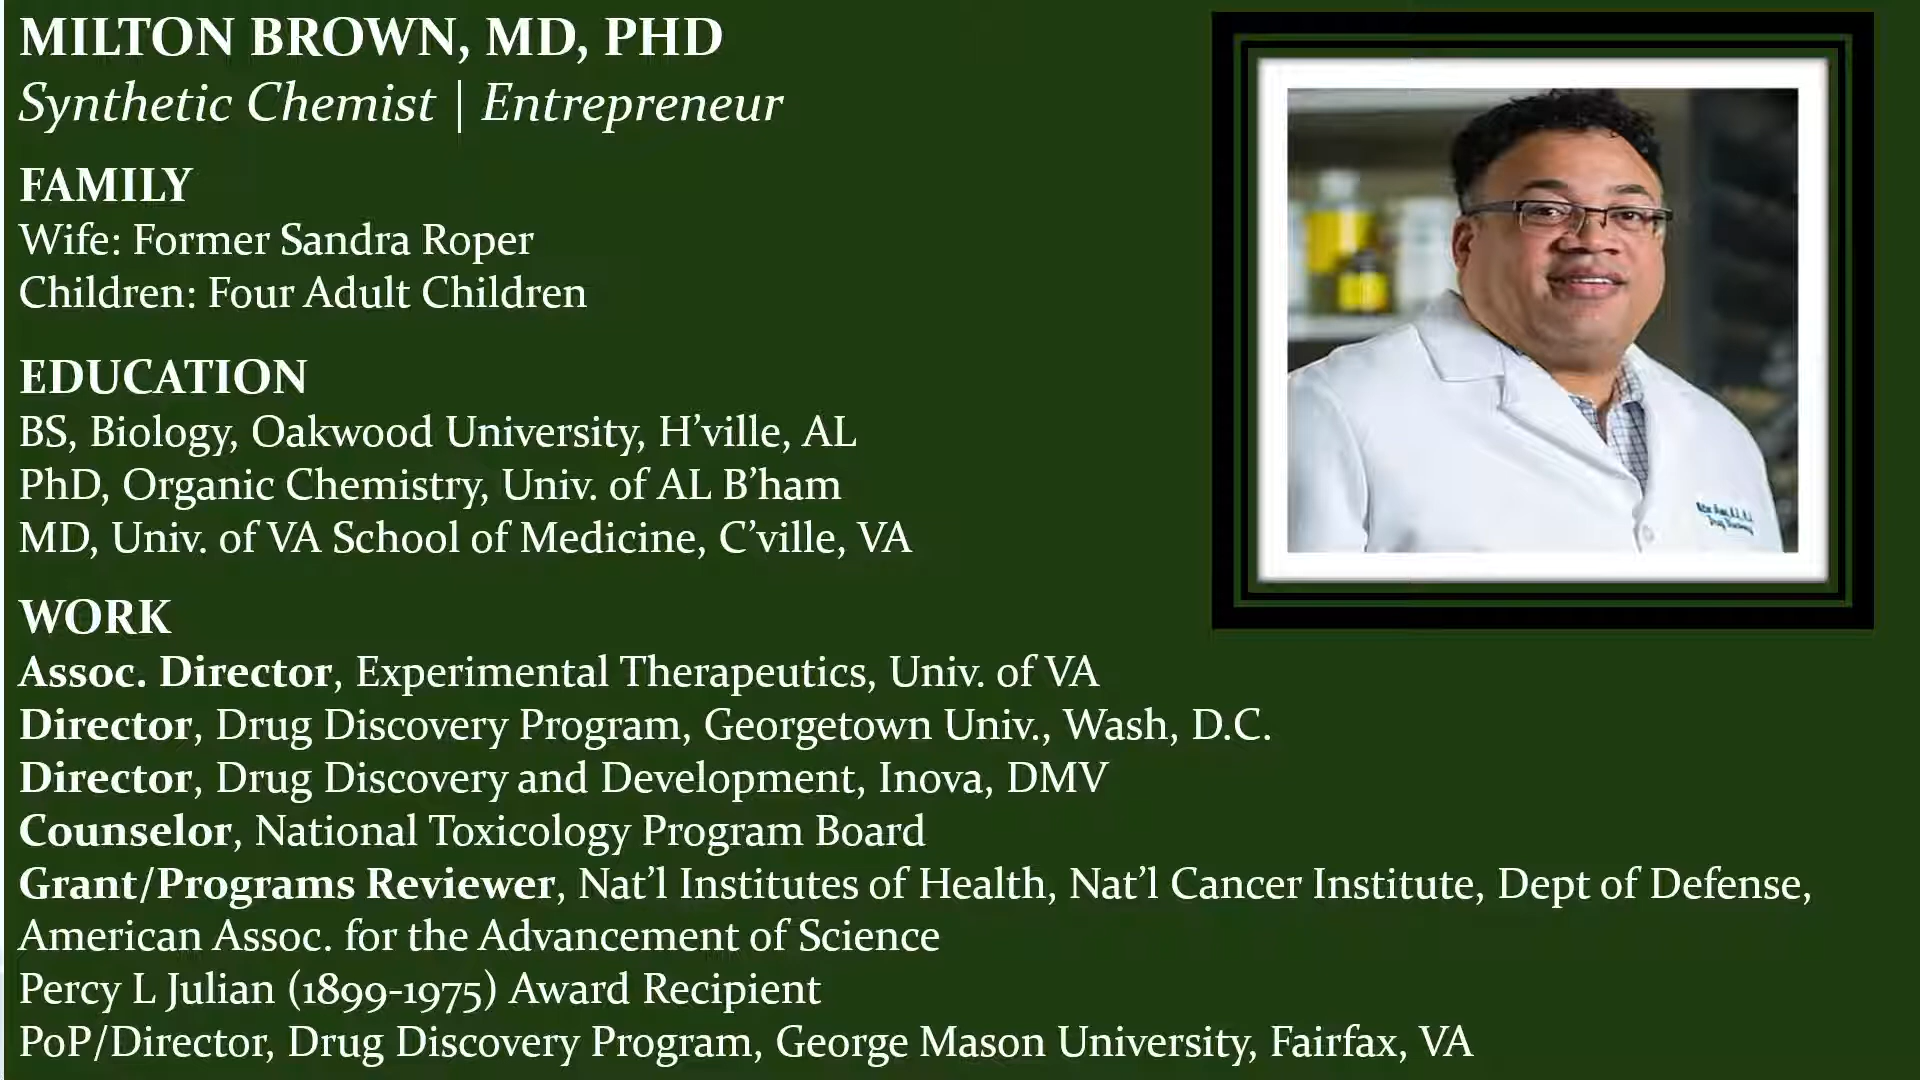 MILTON BROWN, MD, PHD
Synthetic Chemist | Entrepreneur
FAMILY
Wife: Former Sandra Roper
Children: Four Adult Children
EDUCATION
BS, Biology, Oakwood University, H’ville, AL
PhD, Organic Chemistry, Univ. of AL B’ham
MD, Univ. of VA School of Medicine, C’ville, VA
WORK
Assoc. Director, Experimental Therapeutics, Univ. of VA
Director, Drug Discovery Program, Georgetown Univ., Wash, D.C.
Director, Drug Discovery and Development, Inova, DMV
Counselor, National Toxicology Program Board
Grant/Programs Reviewer, Nat’l Institutes of Health, Nat’l Cancer Institute, Dept of Defense,
American Assoc. for the Advancement of Science
Percy L Julian (1899-1975) Award Recipient
PoP/Director, Drug Discovery Program, George Mason University, Fairfax, VA